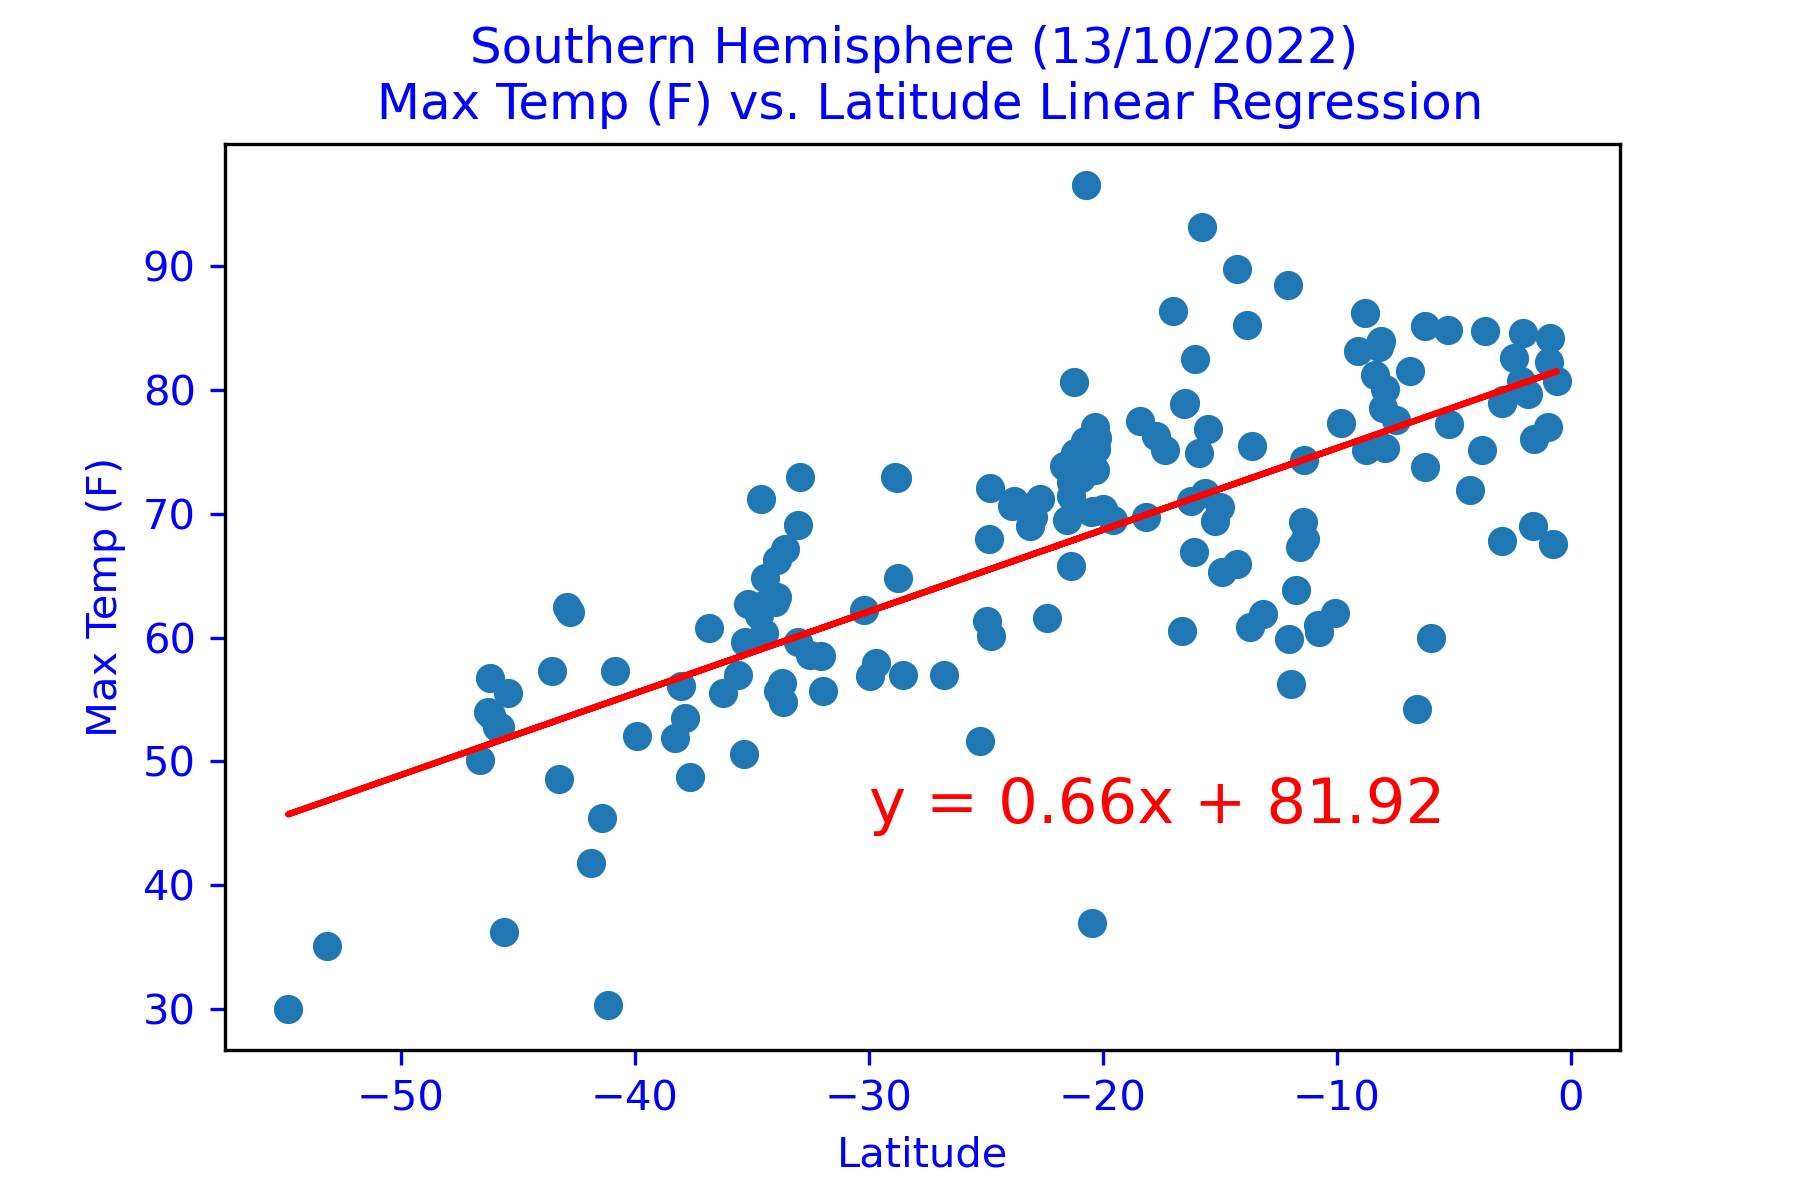 Southern Hemisphere (13/10/2022)
Max Temp (F) vs. Latitude Linear Regression
Max Temp (F)
90
80
70
60
50
40
30
y = 0.66x + 81.92
−50 −40 −30 −20 −10 0
Latitude